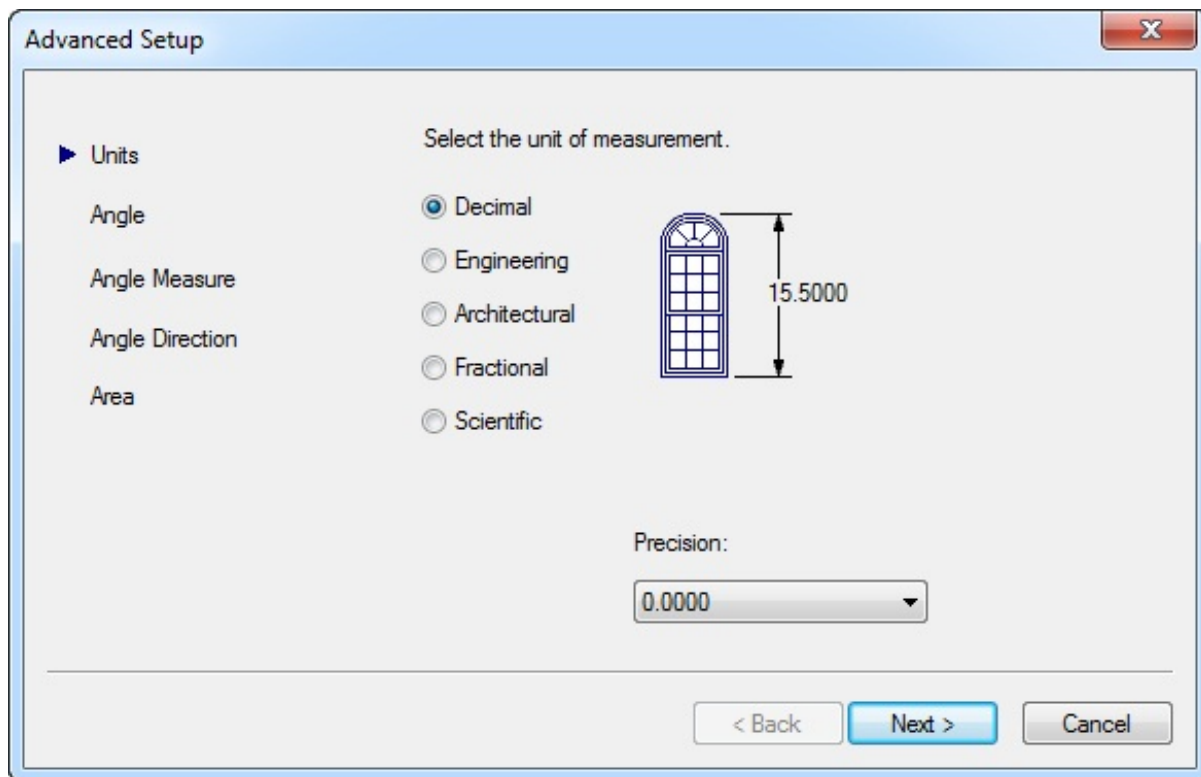 Advanced Setup
Units
Angle
Angle Measure
Angle Direction
Area
Select the unit of measurement.
Decimal
Engineering
Architectural
Fractional
Scientific
15.5000
Precision:
0.0000
< Back
Next >
Cancel